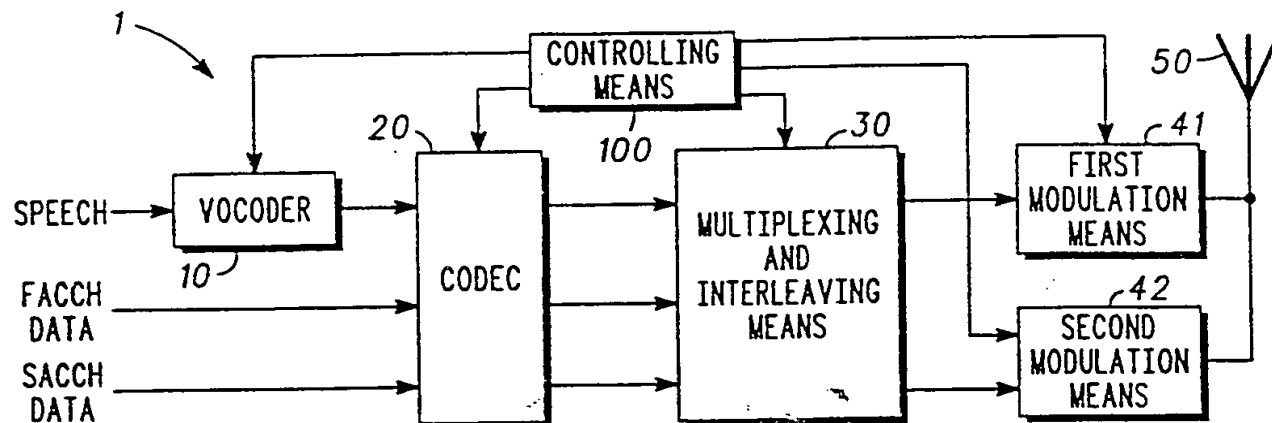 1
CONTROLLING
MEANS
100
50
20
30
41
SPEECH
VOCODER
10
FIRST
MODULATION
MEANS
CODEC
MULTIPLEXING
AND
INTERLEAVING
MEANS
FACCH
DATA
42
SECOND
MODULATION
MEANS
SACCH
DATA